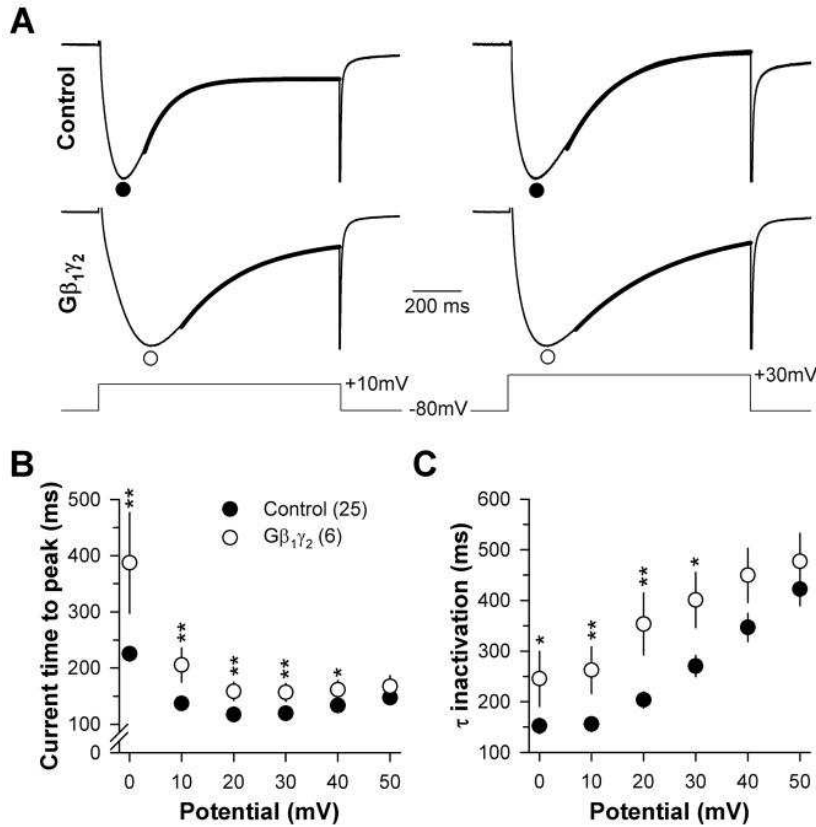 A
Control
Gβ₁γ₂
200 ms
+10mV
-80mV
+30mV
B
Current time to peak (ms)
500
400
300
200
100
0
**
**
**
**
*
● Control (25)
○ Gβ₁γ₂ (6)
0 10 20 30 40 50
Potential (mV)
C
τ inactivation (ms)
600
500
400
300
200
100
*
**
**
*
0 10 20 30 40 50
Potential (mV)